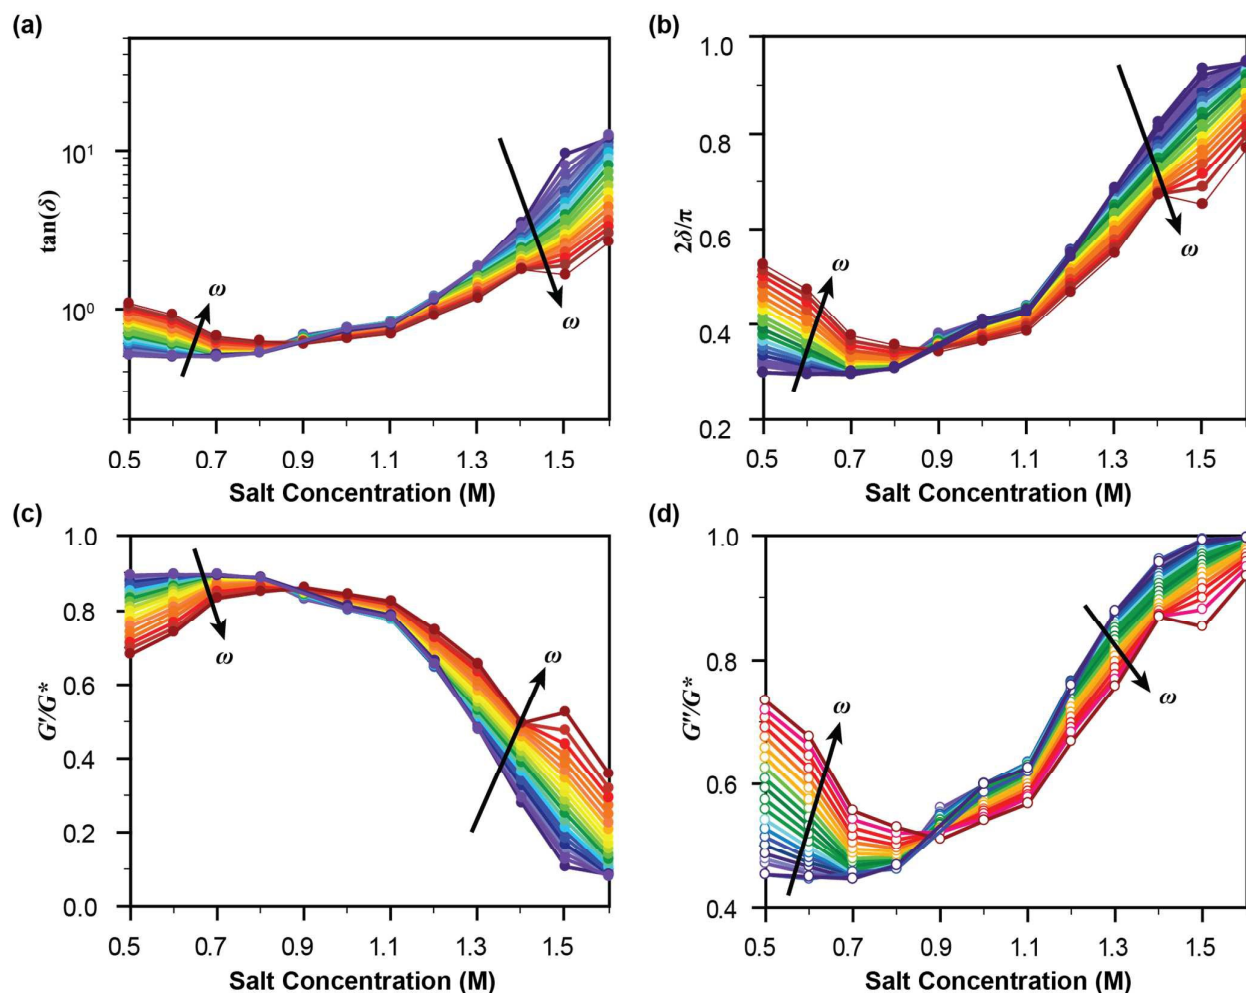 (a)
tan(δ)
10¹
10⁰
ω
ω
0.5 0.7 0.9 1.1 1.3 1.5
Salt Concentration (M)
(b)
2δ/π
1.0
0.8
0.6
0.4
0.2
ω
ω
0.5 0.7 0.9 1.1 1.3 1.5
Salt Concentration (M)
(c)
G'/G*
1.0
0.8
0.6
0.4
0.2
0.0
ω
ω
0.5 0.7 0.9 1.1 1.3 1.5
Salt Concentration (M)
(d)
G''/G*
1.0
0.8
0.6
0.4
ω
ω
0.5 0.7 0.9 1.1 1.3 1.5
Salt Concentration (M)